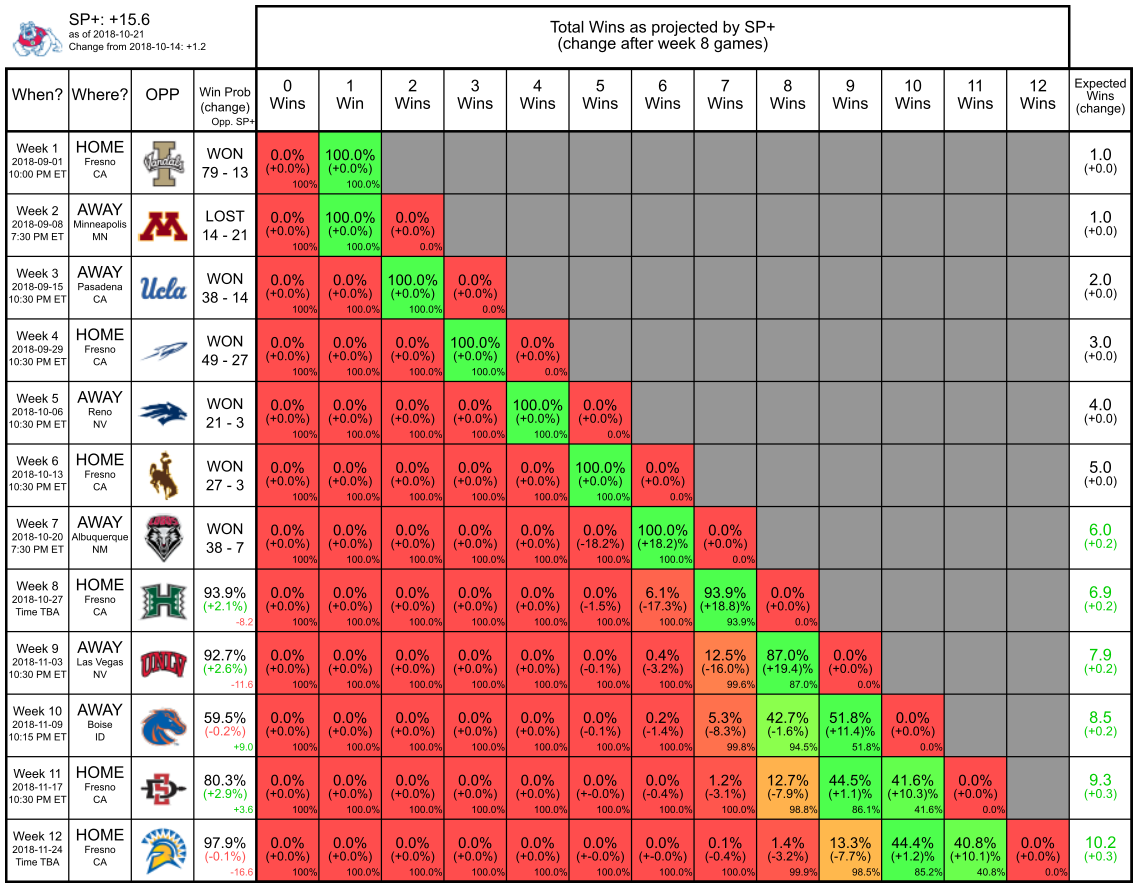 SP+: +15.6
as of 2018-10-21
Change from 2018-10-14: +1.2
Total Wins as projected by SP+
(change after week 8 games)
When? Where? OPP Win Prob (change) Opp. SP+ 0 Wins 1 Win 2 Wins 3 Wins 4 Wins 5 Wins 6 Wins 7 Wins 8 Wins 9 Wins 10 Wins 11 Wins 12 Wins Expected Wins (change)
Week 1 HOME Vandals WON 0.0% 100.0% 1.0
2018-09-01 Fresno 79 - 13 (+0.0%) (+0.0%) (+0.0)
10:00 PM ET CA 100% 100.0%
Week 2 AWAY M LOST 0.0% 100.0% 0.0% 1.0
2018-09-08 Minneapolis 14 - 21 (+0.0%) (+0.0%) (+0.0%) (+0.0)
7:30 PM ET MN 100% 100.0% 0.0%
Week 3 AWAY Ucla WON 0.0% 0.0% 100.0% 0.0% 2.0
2018-09-15 Pasadena 38 - 14 (+0.0%) (+0.0%) (+0.0%) (+0.0%) (+0.0)
10:30 PM ET CA 100% 100.0% 100.0% 0.0%
Week 4 HOME WON 0.0% 0.0% 0.0% 100.0% 0.0% 3.0
2018-09-29 Fresno 49 - 27 (+0.0%) (+0.0%) (+0.0%) (+0.0%) (+0.0%) (+0.0)
10:30 PM ET CA 100% 100.0% 100.0% 100.0% 0.0%
Week 5 AWAY WON 0.0% 0.0% 0.0% 0.0% 100.0% 0.0% 4.0
2018-10-06 Reno 21 - 3 (+0.0%) (+0.0%) (+0.0%) (+0.0%) (+0.0%) (+0.0%) (+0.0)
10:30 PM ET NV 100% 100.0% 100.0% 100.0% 100.0% 0.0%
Week 6 HOME WON 0.0% 0.0% 0.0% 0.0% 0.0% 100.0% 0.0% 5.0
2018-10-13 Fresno 27 - 3 (+0.0%) (+0.0%) (+0.0%) (+0.0%) (+0.0%) (+0.0%) (+0.0%) (+0.0)
10:30 PM ET CA 100% 100.0% 100.0% 100.0% 100.0% 100.0% 0.0%
Week 7 AWAY LOBOS WON 0.0% 0.0% 0.0% 0.0% 0.0% 0.0% 100.0% 0.0% 6.0
2018-10-20 Albuquerque 38 - 7 (+0.0%) (+0.0%) (+0.0%) (+0.0%) (+0.0%) (-18.2%) (+18.2)% (+0.0%) (+0.2)
7:30 PM ET NM 100% 100.0% 100.0% 100.0% 100.0% 100.0% 100.0% 0.0%
Week 8 HOME H 93.9% 0.0% 0.0% 0.0% 0.0% 0.0% 0.0% 6.1% 93.9% 0.0% 6.9
2018-10-27 Fresno (+2.1%) (+0.0%) (+0.0%) (+0.0%) (+0.0%) (+0.0%) (-1.5%) (-17.3%) (+18.8)% (+0.0%) (+0.2)
Time TBA CA -8.2 100% 100.0% 100.0% 100.0% 100.0% 100.0% 100.0% 93.9% 0.0%
Week 9 AWAY UNLV 92.7% 0.0% 0.0% 0.0% 0.0% 0.0% 0.0% 0.4% 12.5% 87.0% 0.0% 7.9
2018-11-03 Las Vegas (+2.6%) (+0.0%) (+0.0%) (+0.0%) (+0.0%) (+0.0%) (-0.1%) (-3.2%) (-16.0%) (+19.4)% (+0.0%) (+0.2)
10:30 PM ET NV -11.6 100% 100.0% 100.0% 100.0% 100.0% 100.0% 100.0% 99.6% 87.0% 0.0%
Week 10 AWAY 59.5% 0.0% 0.0% 0.0% 0.0% 0.0% 0.0% 0.2% 5.3% 42.7% 51.8% 0.0% 8.5
2018-11-09 Boise (-0.2%) (+0.0%) (+0.0%) (+0.0%) (+0.0%) (+0.0%) (-0.1%) (-1.4%) (-8.3%) (-1.6%) (+11.4)% (+0.0%) (+0.2)
10:15 PM ET ID +9.0 100% 100.0% 100.0% 100.0% 100.0% 100.0% 100.0% 99.8% 94.5% 51.8% 0.0%
Week 11 HOME SD 80.3% 0.0% 0.0% 0.0% 0.0% 0.0% 0.0% 0.0% 1.2% 12.7% 44.5% 41.6% 0.0% 9.3
2018-11-17 Fresno (+2.9%) (+0.0%) (+0.0%) (+0.0%) (+0.0%) (+0.0%) (+-0.0%) (-0.4%) (-3.1%) (-7.9%) (+1.1)% (+10.3)% (+0.0%) (+0.3)
10:30 PM ET CA +3.6 100% 100.0% 100.0% 100.0% 100.0% 100.0% 100.0% 100.0% 98.8% 86.1% 41.6% 0.0%
Week 12 HOME 97.9% 0.0% 0.0% 0.0% 0.0% 0.0% 0.0% 0.0% 0.1% 1.4% 13.3% 44.4% 40.8% 0.0% 10.2
2018-11-24 Fresno (-0.1%) (+0.0%) (+0.0%) (+0.0%) (+0.0%) (+0.0%) (+-0.0%) (+-0.0%) (-0.4%) (-3.2%) (-7.7%) (+1.2)% (+10.1)% (+0.0%) (+0.3)
Time TBA CA -16.6 100% 100.0% 100.0% 100.0% 100.0% 100.0% 100.0% 100.0% 99.9% 98.5% 85.2% 40.8% 0.0%